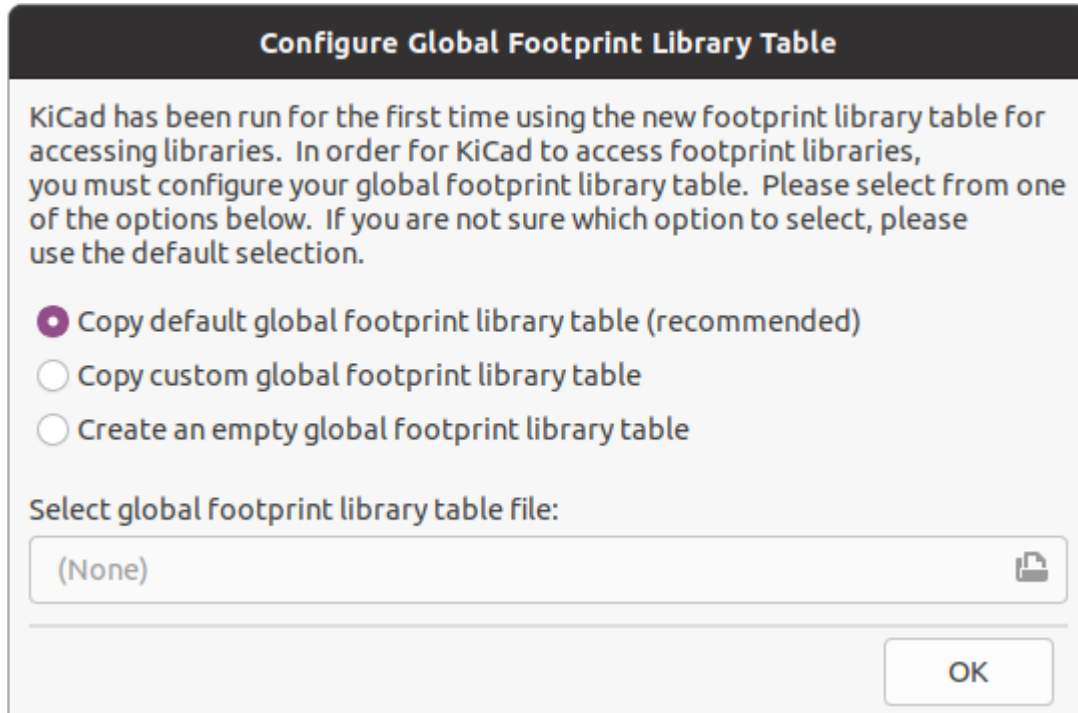 Configure Global Footprint Library Table
KiCad has been run for the first time using the new footprint library table for
accessing libraries.  In order for KiCad to access footprint libraries,
you must configure your global footprint library table.  Please select from one
of the options below.  If you are not sure which option to select, please
use the default selection.
Copy default global footprint library table (recommended)
Copy custom global footprint library table
Create an empty global footprint library table
Select global footprint library table file:
(None)
OK